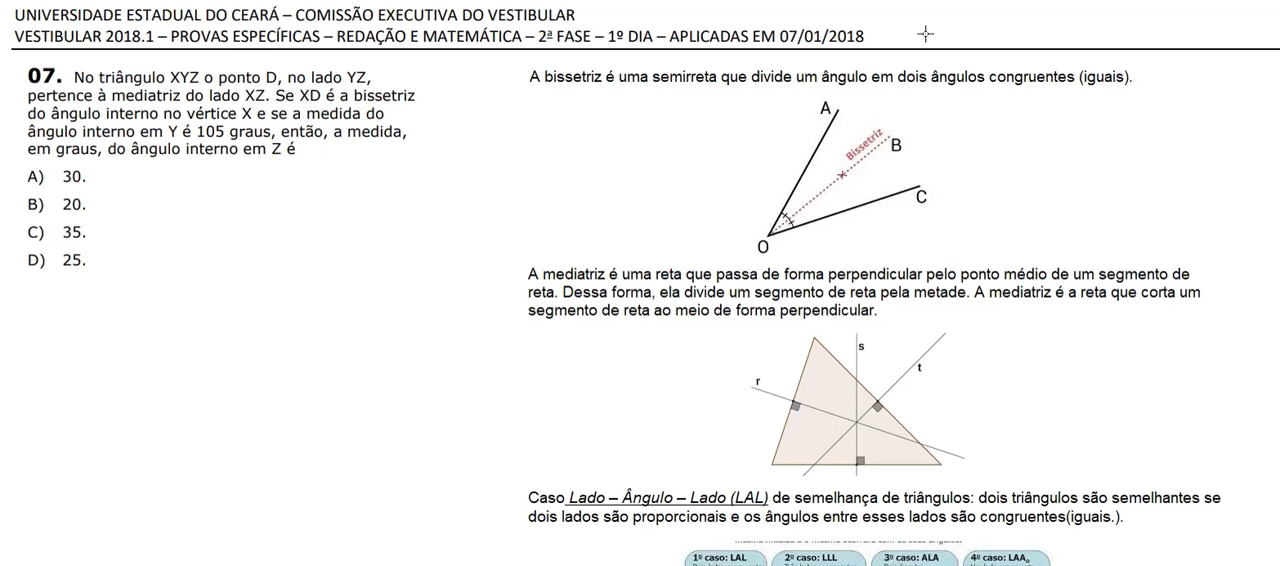 UNIVERSIDADE ESTADUAL DO CEARÁ – COMISSÃO EXECUTIVA DO VESTIBULAR
VESTIBULAR 2018.1 – PROVAS ESPECÍFICAS – REDAÇÃO E MATEMÁTICA – 2ª FASE – 1º DIA – APLICADAS EM 07/01/2018
07. No triângulo XYZ o ponto D, no lado YZ,
pertence à mediatriz do lado XZ. Se XD é a bissetriz
do ângulo interno no vértice X e se a medida do
ângulo interno em Y é 105 graus, então, a medida,
em graus, do ângulo interno em Z é
A) 30.
B) 20.
C) 35.
D) 25.
A bissetriz é uma semirreta que divide um ângulo em dois ângulos congruentes (iguais).
A
Bissetriz
B
C
O
A mediatriz é uma reta que passa de forma perpendicular pelo ponto médio de um segmento de
reta. Dessa forma, ela divide um segmento de reta pela metade. A mediatriz é a reta que corta um
segmento de reta ao meio de forma perpendicular.
s
t
r
Caso Lado – Ângulo – Lado (LAL) de semelhança de triângulos: dois triângulos são semelhantes se
dois lados são proporcionais e os ângulos entre esses lados são congruentes(iguais.).
1º caso: LAL
2º caso: LLL
3º caso: ALA
4º caso: LAAₒ